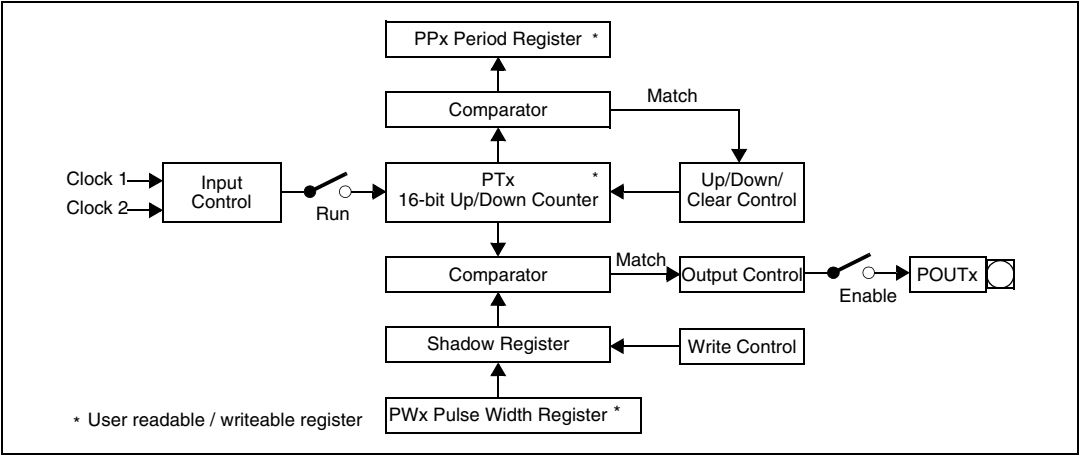 PPx Period Register *
Comparator
Match
Clock 1
Clock 2
Input
Control
Run
PTx *
16-bit Up/Down Counter
Up/Down/
Clear Control
Comparator
Match
Output Control
Enable
POUTx
Shadow Register
Write Control
PWx Pulse Width Register *
* User readable / writeable register